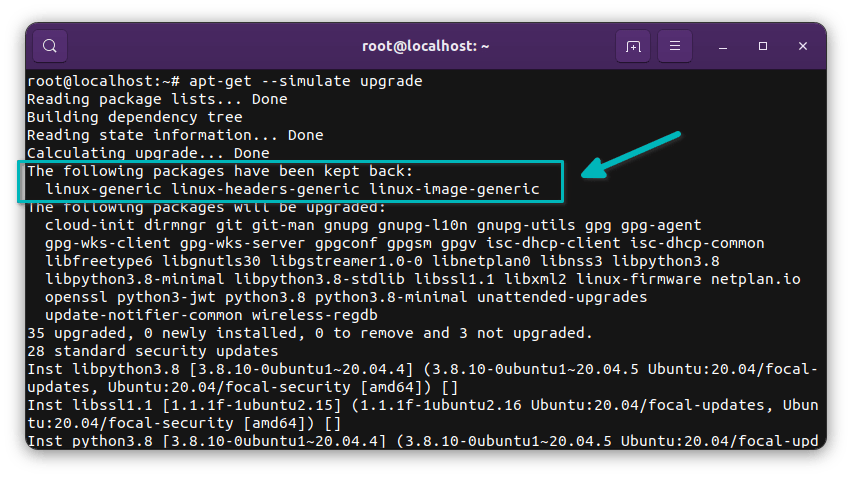 root@localhost: ~
root@localhost:~# apt-get --simulate upgrade
Reading package lists... Done
Building dependency tree
Reading state information... Done
Calculating upgrade... Done
The following packages have been kept back:
  linux-generic linux-headers-generic linux-image-generic
The following packages will be upgraded:
  cloud-init dirmngr git git-man gnupg gnupg-l10n gnupg-utils gpg gpg-agent
  gpg-wks-client gpg-wks-server gpgconf gpgsm gpgv isc-dhcp-client isc-dhcp-common
  libfreetype6 libgnutls30 libgstreamer1.0-0 libnetplan0 libnss3 libpython3.8
  libpython3.8-minimal libpython3.8-stdlib libssl1.1 libxml2 linux-firmware netplan.io
  openssl python3-jwt python3.8 python3.8-minimal unattended-upgrades
  update-notifier-common wireless-regdb
35 upgraded, 0 newly installed, 0 to remove and 3 not upgraded.
28 standard security updates
Inst libpython3.8 [3.8.10-0ubuntu1~20.04.4] (3.8.10-0ubuntu1~20.04.5 Ubuntu:20.04/focal-
updates, Ubuntu:20.04/focal-security [amd64]) []
Inst libssl1.1 [1.1.1f-1ubuntu2.15] (1.1.1f-1ubuntu2.16 Ubuntu:20.04/focal-updates, Ubun
tu:20.04/focal-security [amd64]) []
Inst python3.8 [3.8.10-0ubuntu1~20.04.4] (3.8.10-0ubuntu1~20.04.5 Ubuntu:20.04/focal-upd